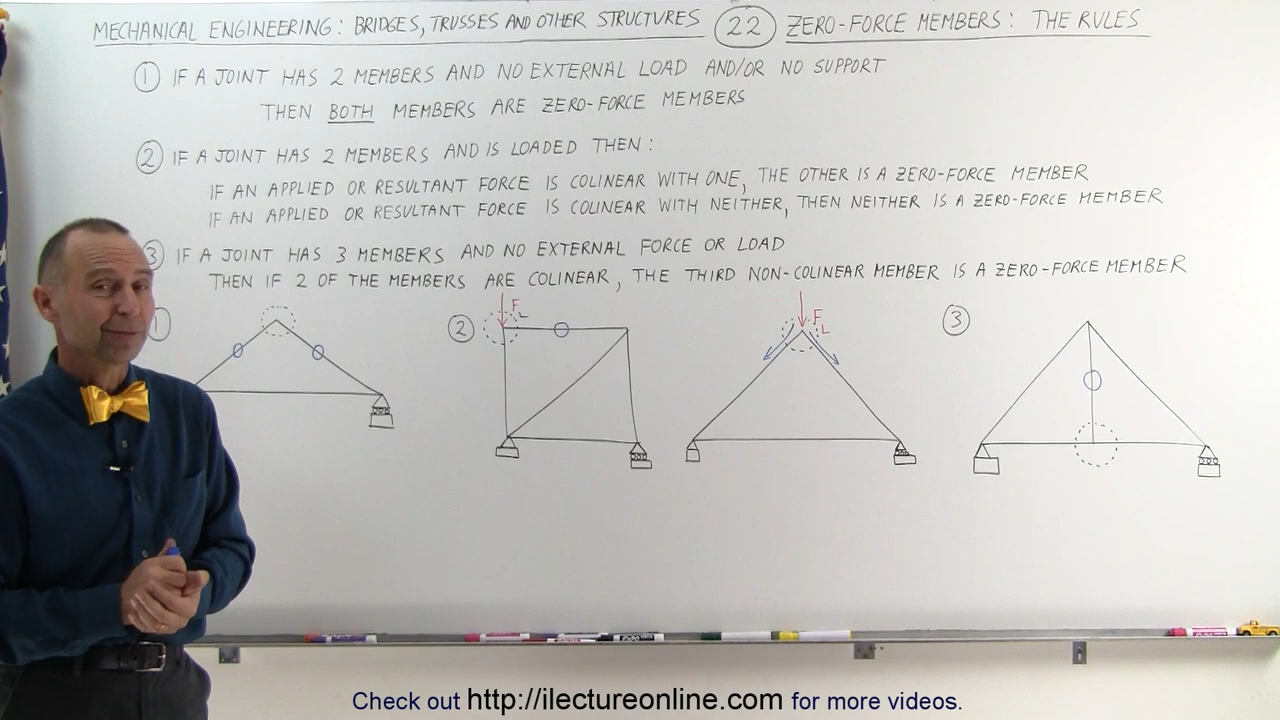 MECHANICAL ENGINEERING: BRIDGES, TRUSSES AND OTHER STRUCTURES 22 ZERO-FORCE MEMBERS: THE RULES
1 IF A JOINT HAS 2 MEMBERS AND NO EXTERNAL LOAD AND/OR NO SUPPORT
THEN BOTH MEMBERS ARE ZERO-FORCE MEMBERS
2 IF A JOINT HAS 2 MEMBERS AND IS LOADED THEN:
IF AN APPLIED OR RESULTANT FORCE IS COLINEAR WITH ONE, THE OTHER IS A ZERO-FORCE MEMBER
IF AN APPLIED OR RESULTANT FORCE IS COLINEAR WITH NEITHER, THEN NEITHER IS A ZERO-FORCE MEMBER
3 IF A JOINT HAS 3 MEMBERS AND NO EXTERNAL FORCE OR LOAD
THEN IF 2 OF THE MEMBERS ARE COLINEAR, THE THIRD NON-COLINEAR MEMBER IS A ZERO-FORCE MEMBER
1 2 FL FL 3
Check out http://ilectureonline.com for more videos.